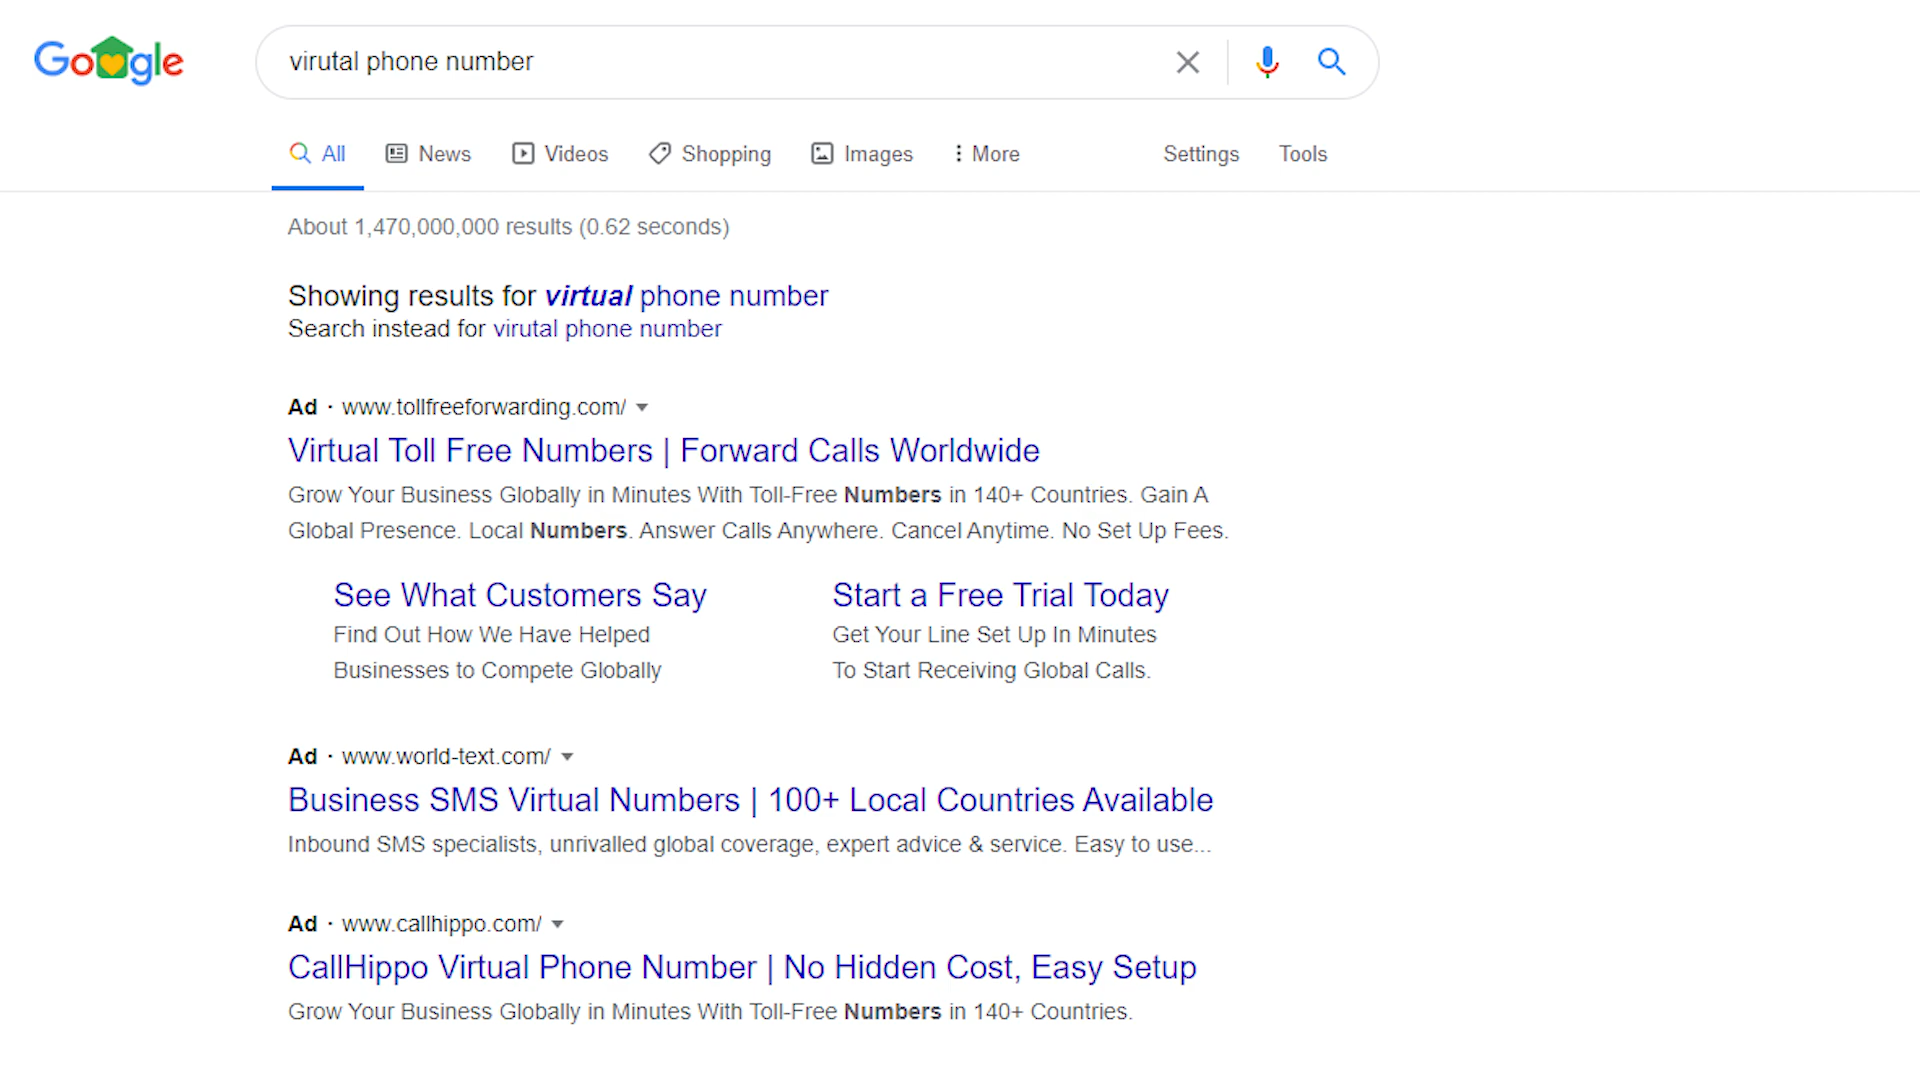 Google
virutal phone number
All News Videos Shopping Images More Settings Tools
About 1,470,000,000 results (0.62 seconds)
Showing results for virtual phone number
Search instead for virutal phone number
Ad · www.tollfreeforwarding.com/
Virtual Toll Free Numbers | Forward Calls Worldwide
Grow Your Business Globally in Minutes With Toll-Free Numbers in 140+ Countries. Gain A
Global Presence. Local Numbers. Answer Calls Anywhere. Cancel Anytime. No Set Up Fees.
See What Customers Say
Find Out How We Have Helped
Businesses to Compete Globally
Start a Free Trial Today
Get Your Line Set Up In Minutes
To Start Receiving Global Calls.
Ad · www.world-text.com/
Business SMS Virtual Numbers | 100+ Local Countries Available
Inbound SMS specialists, unrivalled global coverage, expert advice & service. Easy to use...
Ad · www.callhippo.com/
CallHippo Virtual Phone Number | No Hidden Cost, Easy Setup
Grow Your Business Globally in Minutes With Toll-Free Numbers in 140+ Countries.